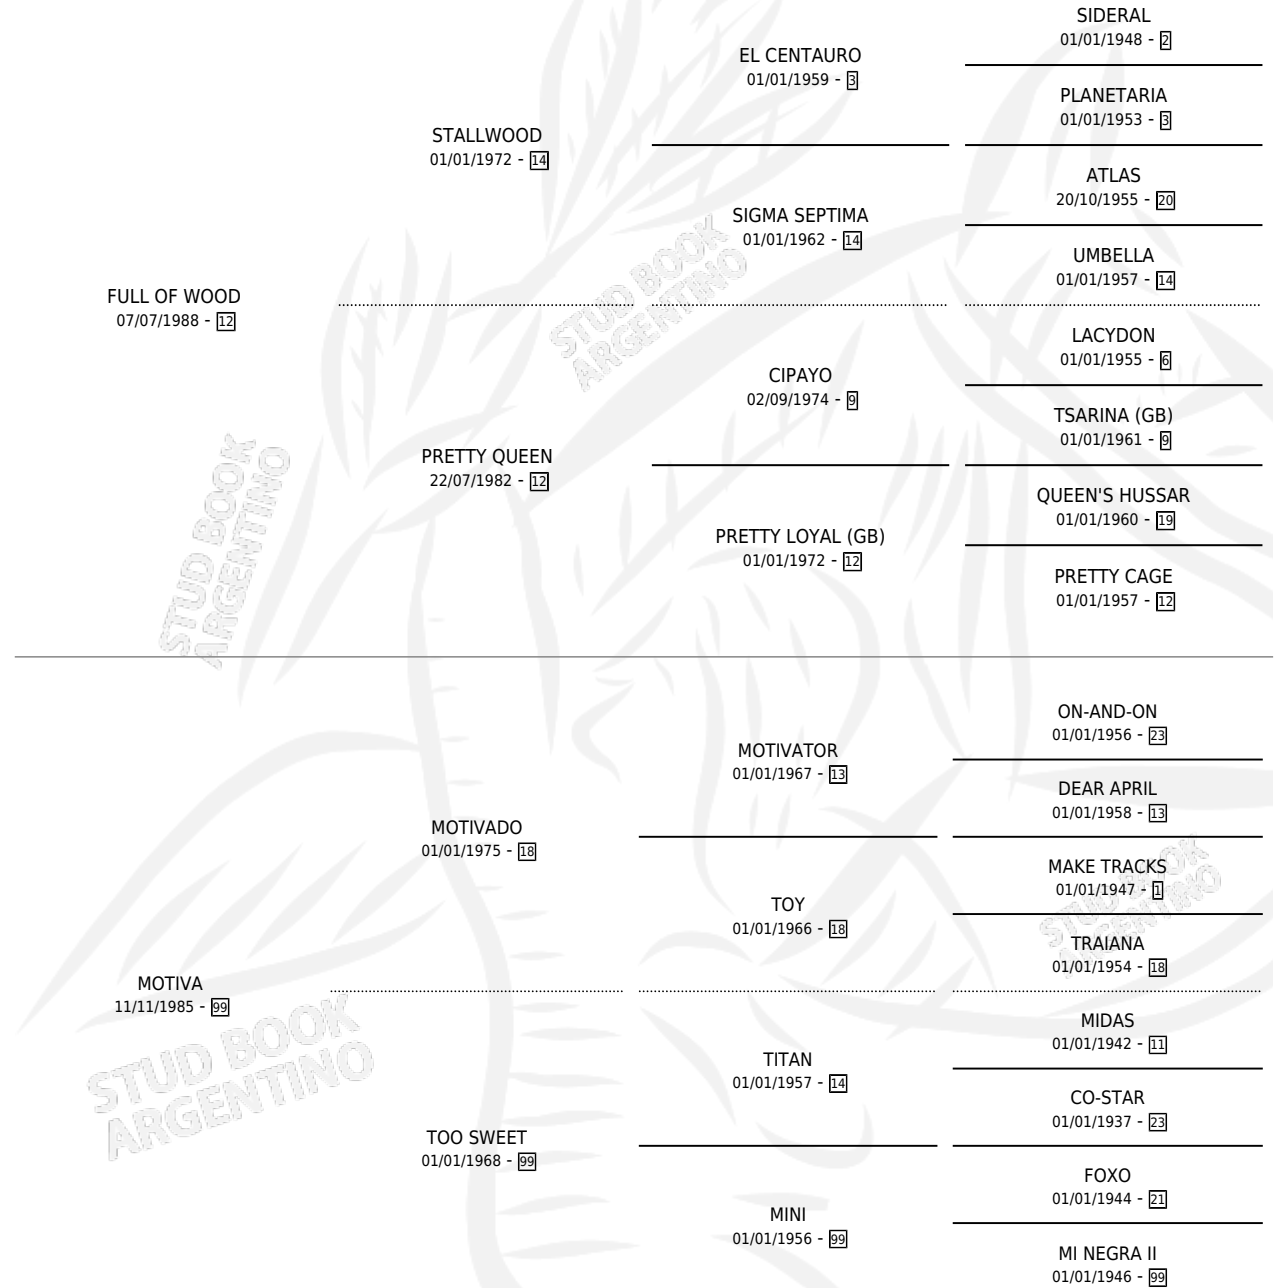 SIDERAL
01/01/1948 - 2
EL CENTAURO
01/01/1959 - 3
PLANETARIA
01/01/1953 - 3
STALLWOOD
01/01/1972 - 14
ATLAS
20/10/1955 - 20
SIGMA SEPTIMA
01/01/1962 - 14
UMBELLA
01/01/1957 - 14
FULL OF WOOD
07/07/1988 - 12
LACYDON
01/01/1955 - 6
CIPAYO
02/09/1974 - 9
TSARINA (GB)
01/01/1961 - 9
PRETTY QUEEN
22/07/1982 - 12
QUEEN'S HUSSAR
01/01/1960 - 19
PRETTY LOYAL (GB)
01/01/1972 - 12
PRETTY CAGE
01/01/1957 - 12
STUD BOOK
ARGENTINO
STUD BOOK
ARGENTINO
ON-AND-ON
01/01/1956 - 23
MOTIVATOR
01/01/1967 - 13
DEAR APRIL
01/01/1958 - 13
MOTIVADO
01/01/1975 - 18
MAKE TRACKS
01/01/1947 - 1
TOY
01/01/1966 - 18
TRAIANA
01/01/1954 - 18
STUD BOOK
ARGENTINO
MOTIVA
11/11/1985 - 99
MIDAS
01/01/1942 - 11
TITAN
01/01/1957 - 14
CO-STAR
01/01/1937 - 23
STUD BOOK
ARGENTINO
TOO SWEET
01/01/1968 - 99
FOXO
01/01/1944 - 21
MINI
01/01/1956 - 99
MI NEGRA II
01/01/1946 - 99